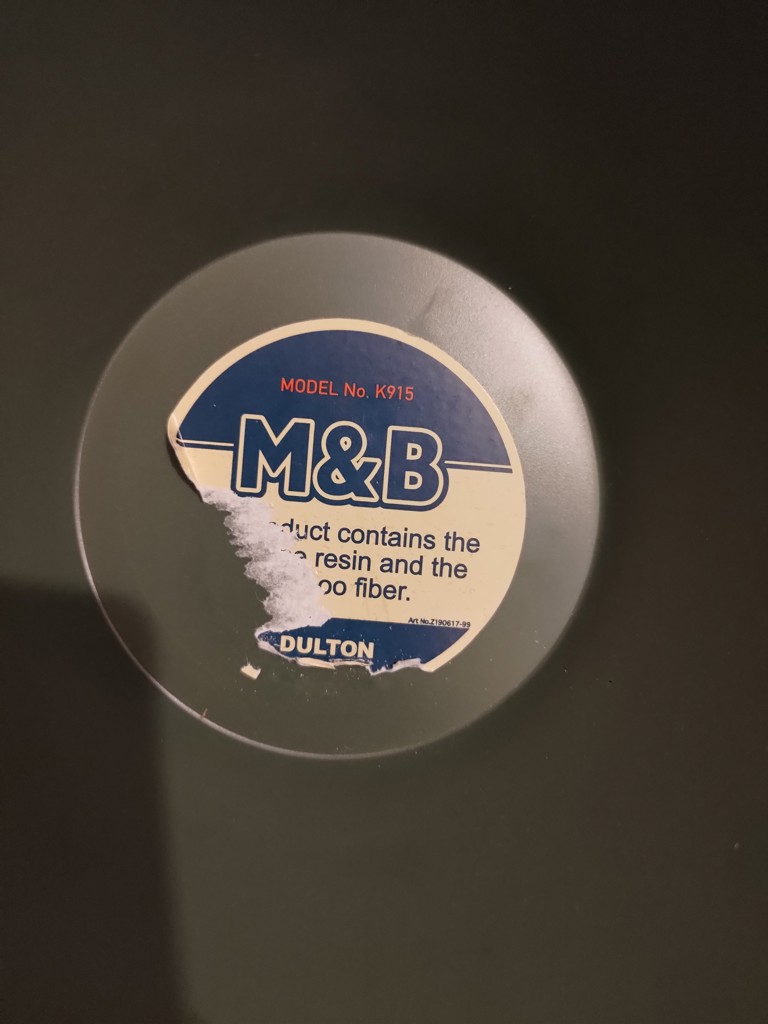 MODEL No. K915
M&B
duct contains the
resin and the
oo fiber.
Art No.Z190617-99
DULTON